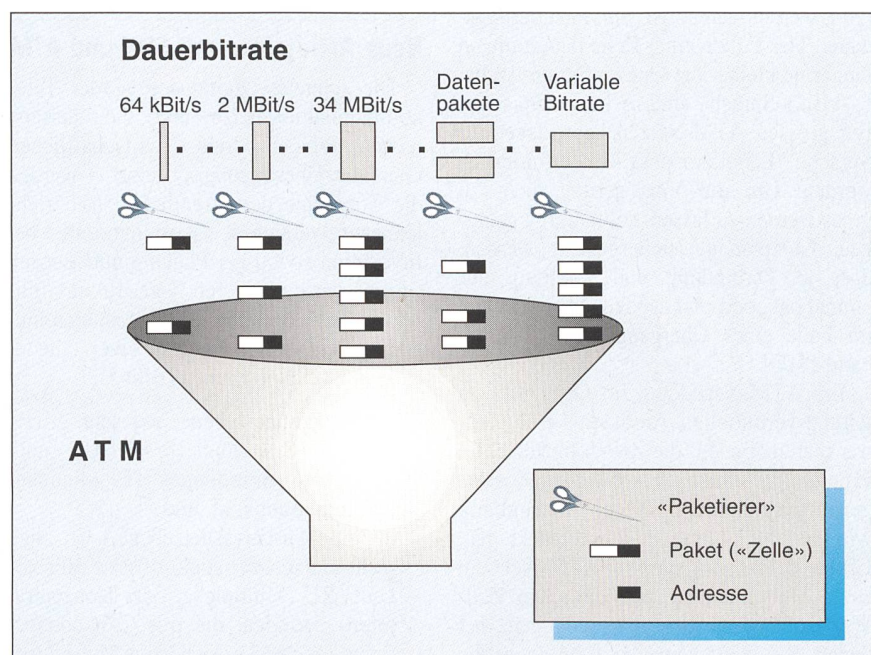 Dauerbitrate
64 kBit/s 2 MBit/s 34 MBit/s
Daten-
pakete
Variable
Bitrate
ATM
«Paketierer»
Paket («Zelle»)
Adresse